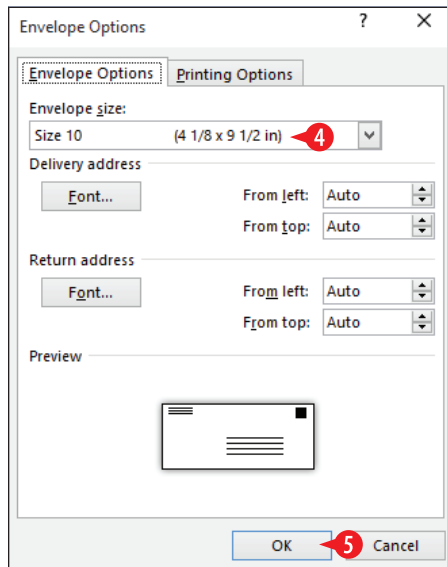 Envelope Options ? X
Envelope Options Printing Options
Envelope size:
Size 10 (4 1/8 x 9 1/2 in) 4
Delivery address
Font... From left: Auto
From top: Auto
Return address
Font... From left: Auto
From top: Auto
Preview
OK 5 Cancel